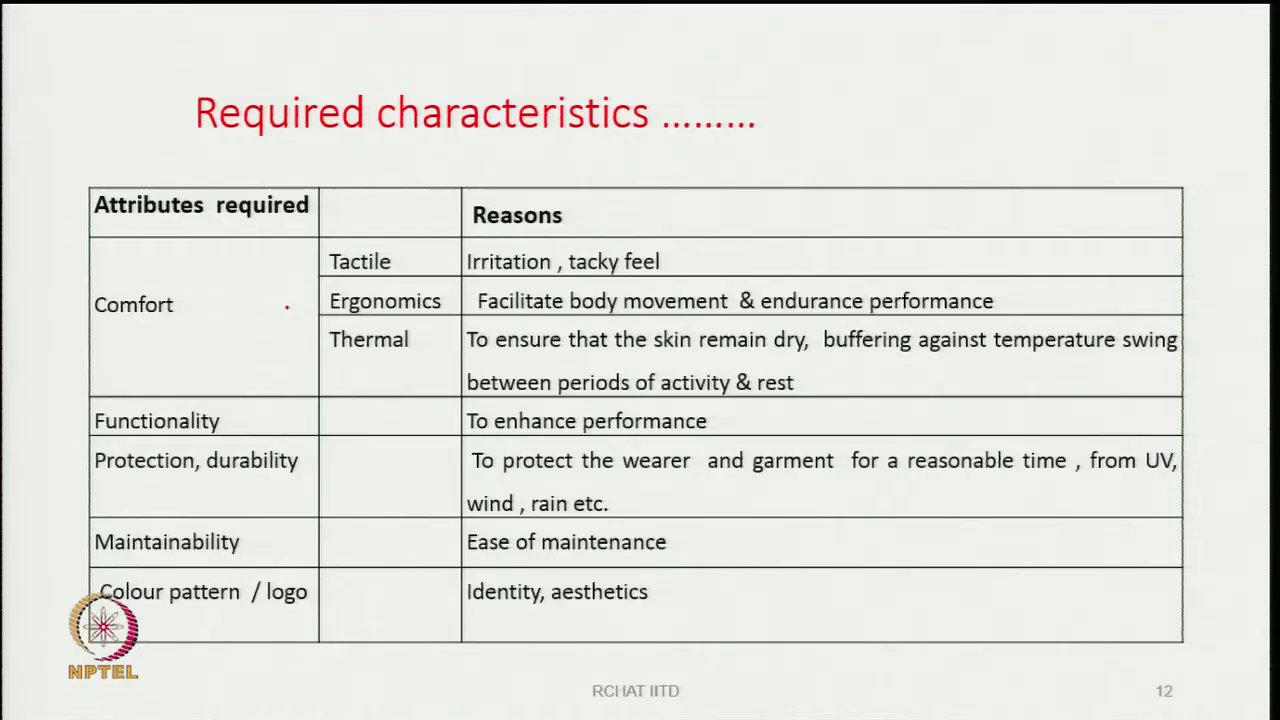 Required characteristics .........
Attributes required
Reasons
Comfort
Tactile
Irritation , tacky feel
Ergonomics
Facilitate body movement & endurance performance
Thermal
To ensure that the skin remain dry, buffering against temperature swing
between periods of activity & rest
Functionality
To enhance performance
Protection, durability
To protect the wearer and garment for a reasonable time , from UV,
wind , rain etc.
Maintainability
Ease of maintenance
Colour pattern / logo
Identity, aesthetics
NPTEL
RCHAT IITD
12